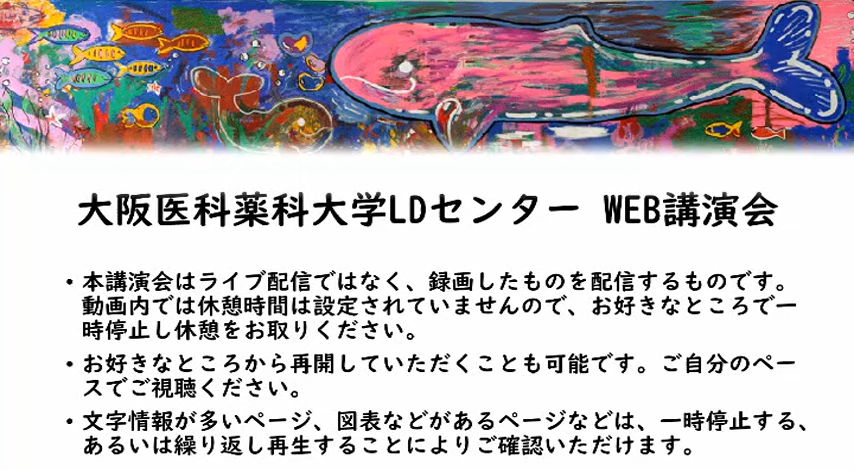 大阪医科薬科大学LDセンター WEB講演会
・本講演会はライブ配信ではなく、録画したものを配信するものです。
動画内では休憩時間は設定されていませんので、お好きなところで一
時停止し休憩をお取りください。
・お好きなところから再開していただくことも可能です。ご自分のペー
スでご視聴ください。
・文字情報が多いページ、図表などがあるページなどは、一時停止する、
あるいは繰り返し再生することによりご確認いただけます。